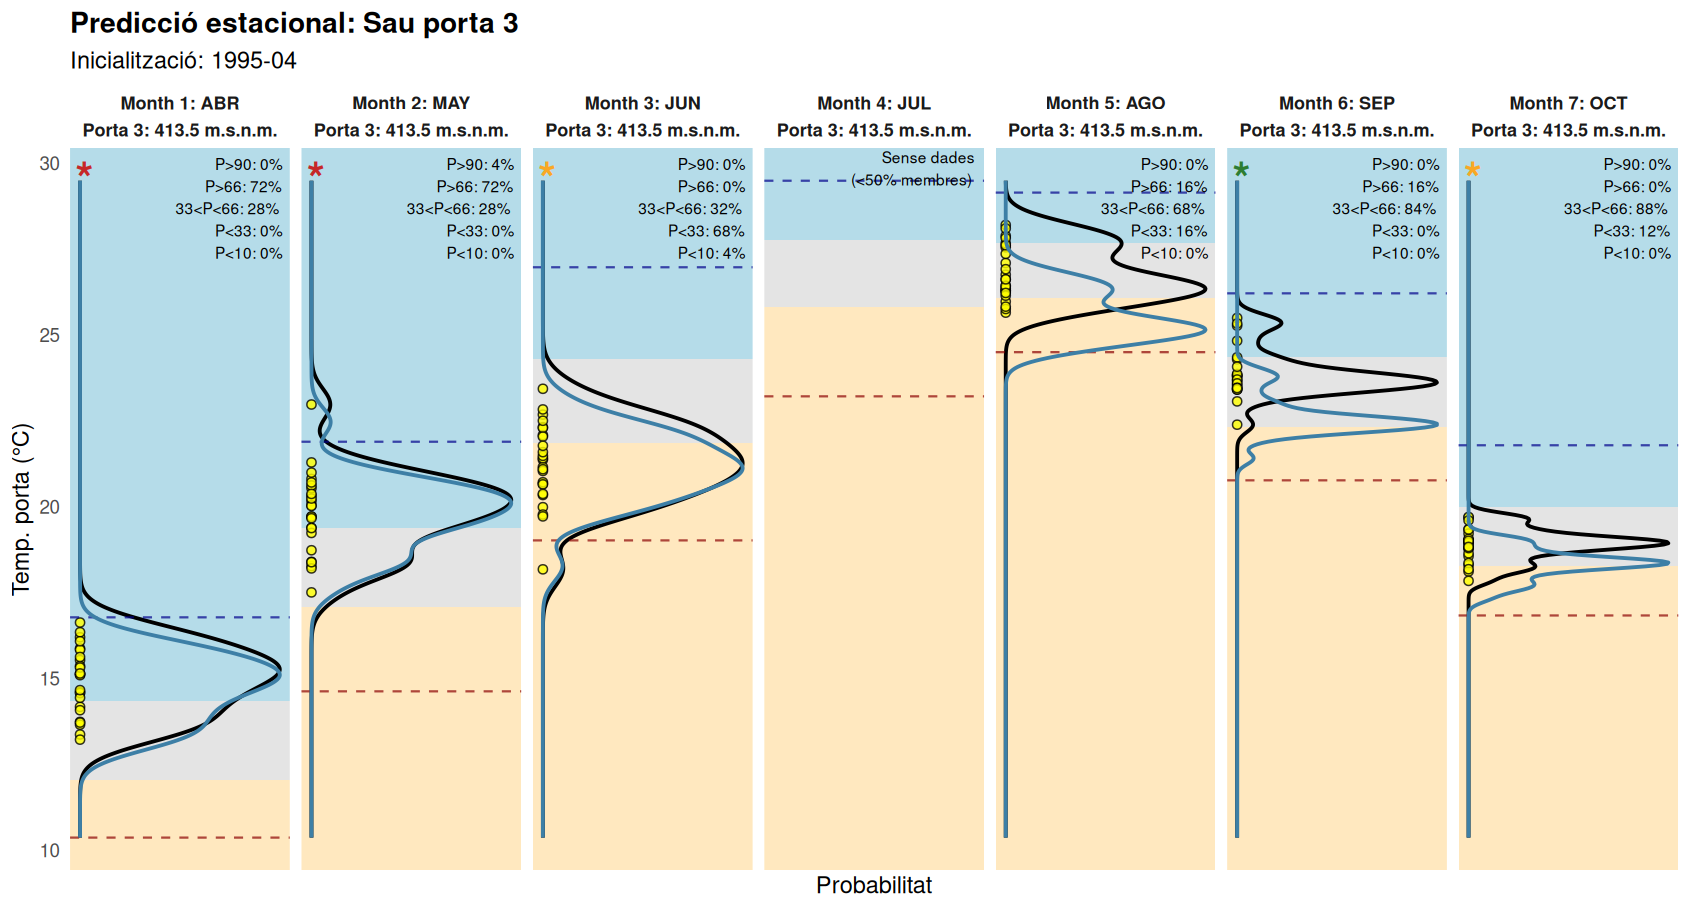 Predicció estacional: Sau porta 3
Inicialització: 1995-04
Month 1: ABR
Porta 3: 413.5 m.s.n.m.
Month 2: MAY
Porta 3: 413.5 m.s.n.m.
Month 3: JUN
Porta 3: 413.5 m.s.n.m.
Month 4: JUL
Porta 3: 413.5 m.s.n.m.
Month 5: AGO
Porta 3: 413.5 m.s.n.m.
Month 6: SEP
Porta 3: 413.5 m.s.n.m.
Month 7: OCT
Porta 3: 413.5 m.s.n.m.
Temp. porta (°C)
30
25
20
15
10
*
P>90: 0%
P>66: 72%
33<P<66: 28%
P<33: 0%
P<10: 0%
*
P>90: 4%
P>66: 72%
33<P<66: 28%
P<33: 0%
P<10: 0%
*
P>90: 0%
P>66: 0%
33<P<66: 32%
P<33: 68%
P<10: 4%
Sense dades
(<50% membres)
P>90: 0%
P>66: 16%
33<P<66: 68%
P<33: 16%
P<10: 0%
*
P>90: 0%
P>66: 16%
33<P<66: 84%
P<33: 0%
P<10: 0%
*
P>90: 0%
P>66: 0%
33<P<66: 88%
P<33: 12%
P<10: 0%
Probabilitat